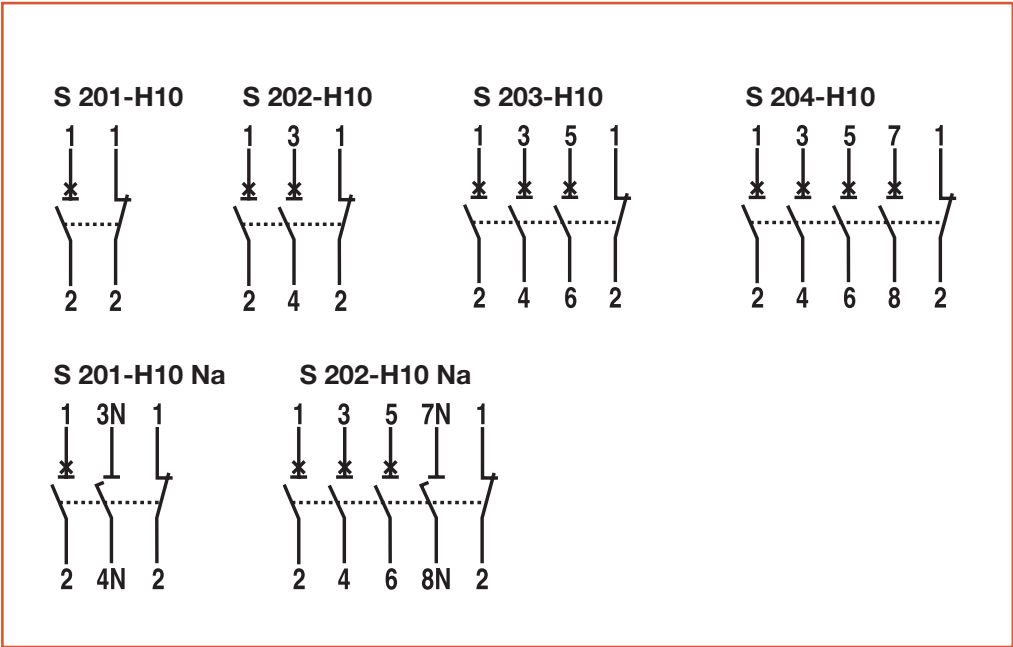 S 201-H10 S 202-H10 S 203-H10 S 204-H10
1 1 1 3 1 1 3 5 1 1 3 5 7 1
2 2 2 4 2 2 4 6 2 2 4 6 8 2
S 201-H10 Na S 202-H10 Na
1 3N 1 1 3 5 7N 1
2 4N 2 2 4 6 8N 2